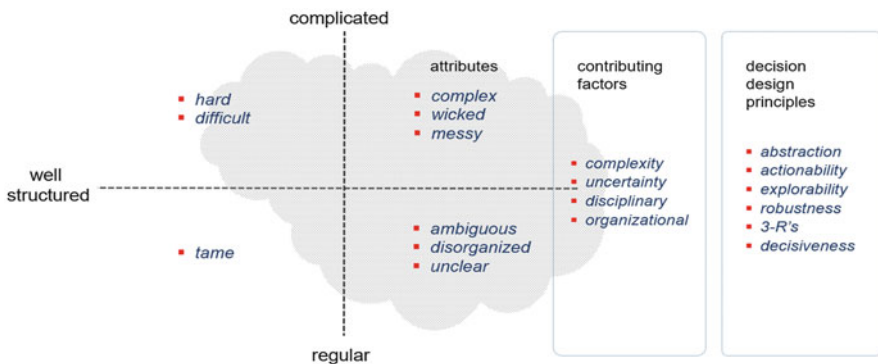 complicated
attributes
contributing
factors
decision
design
principles
hard
difficult
complex
wicked
messy
well
structured
complexity
uncertainty
disciplinary
organizational
abstraction
actionability
explorability
robustness
3-R's
decisiveness
tame
ambiguous
disorganized
unclear
regular